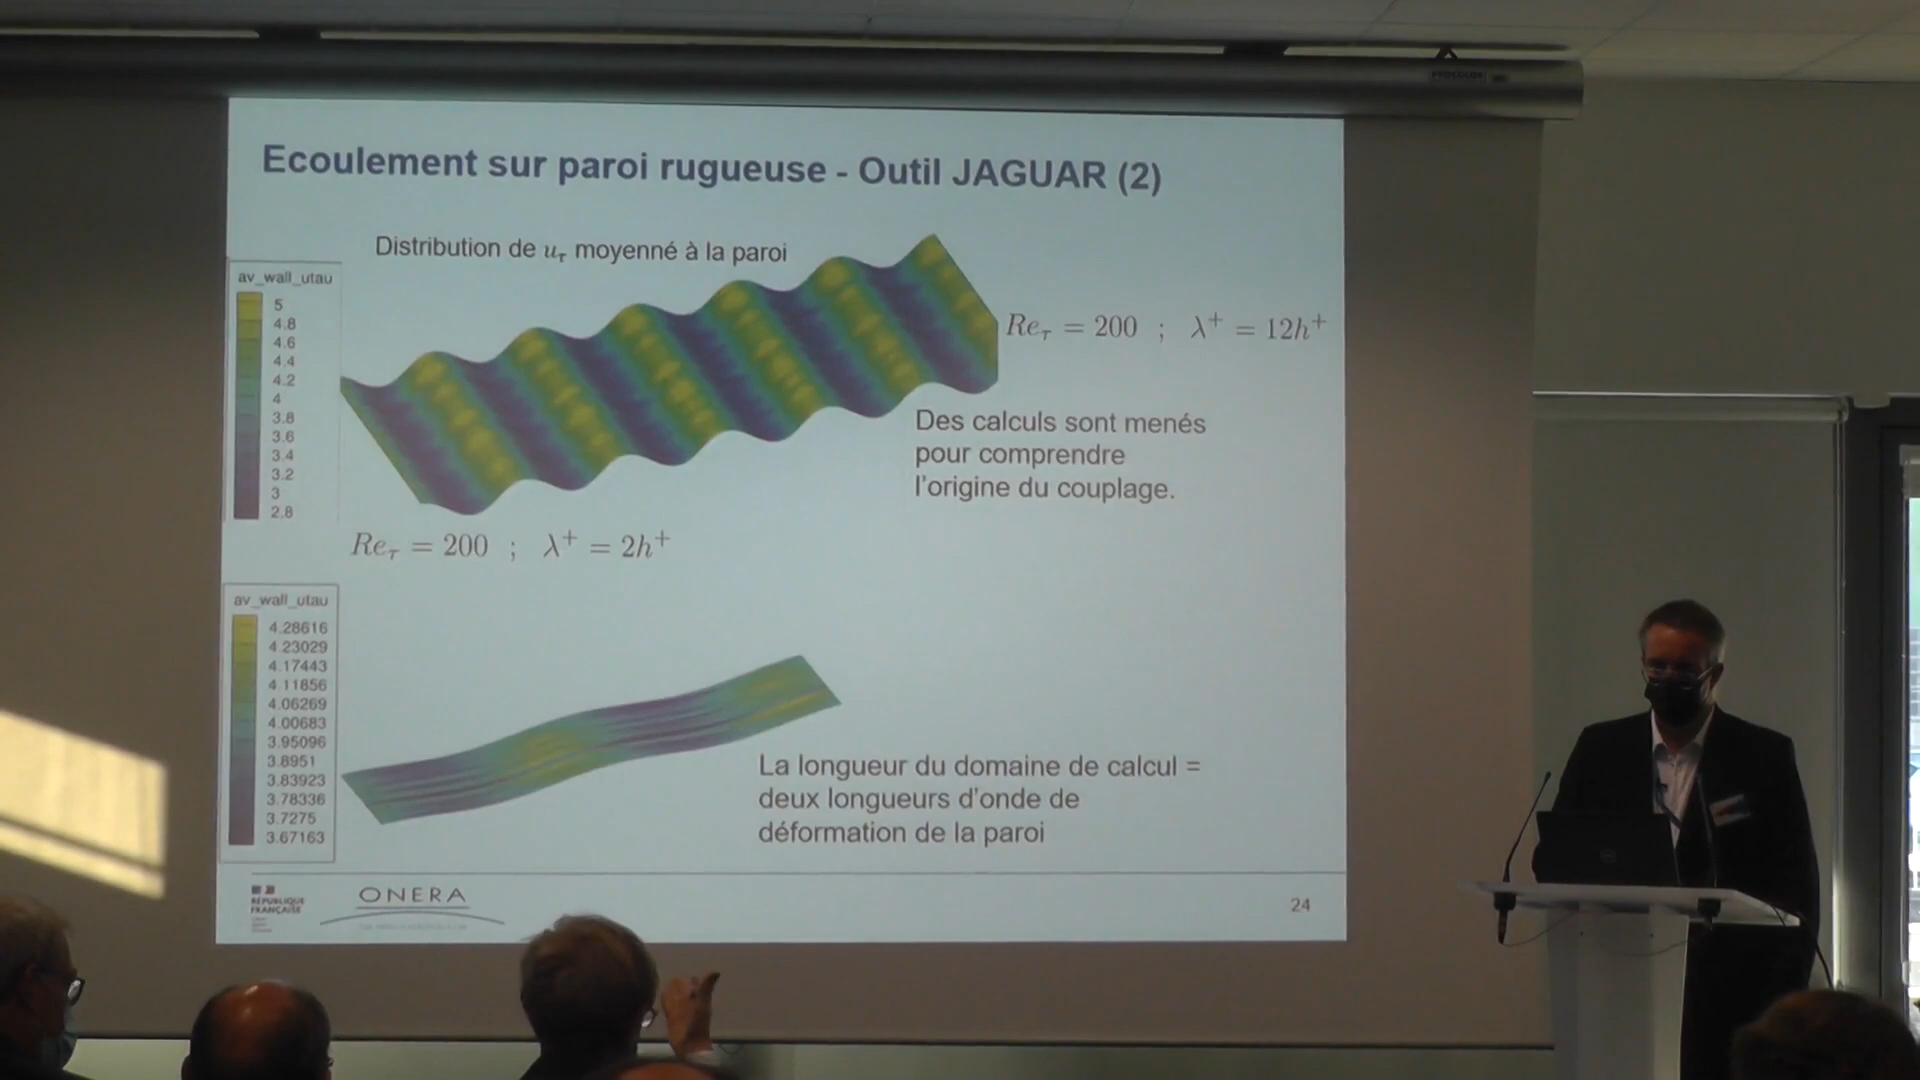 PROCOLOR
Ecoulement sur paroi rugueuse - Outil JAGUAR (2)
Distribution de uτ moyenné à la paroi
av_wall_utau
5
4.8
4.6
4.4
4.2
4
3.8
3.6
3.4
3.2
3
2.8
Reτ = 200 ; λ+ = 12h+
Des calculs sont menés
pour comprendre
l'origine du couplage.
Reτ = 200 ; λ+ = 2h+
av_wall_utau
4.28616
4.23029
4.17443
4.11856
4.06269
4.00683
3.95096
3.8951
3.83923
3.78336
3.7275
3.67163
La longueur du domaine de calcul =
deux longueurs d'onde de
déformation de la paroi
RÉPUBLIQUE
FRANÇAISE
ONERA
24